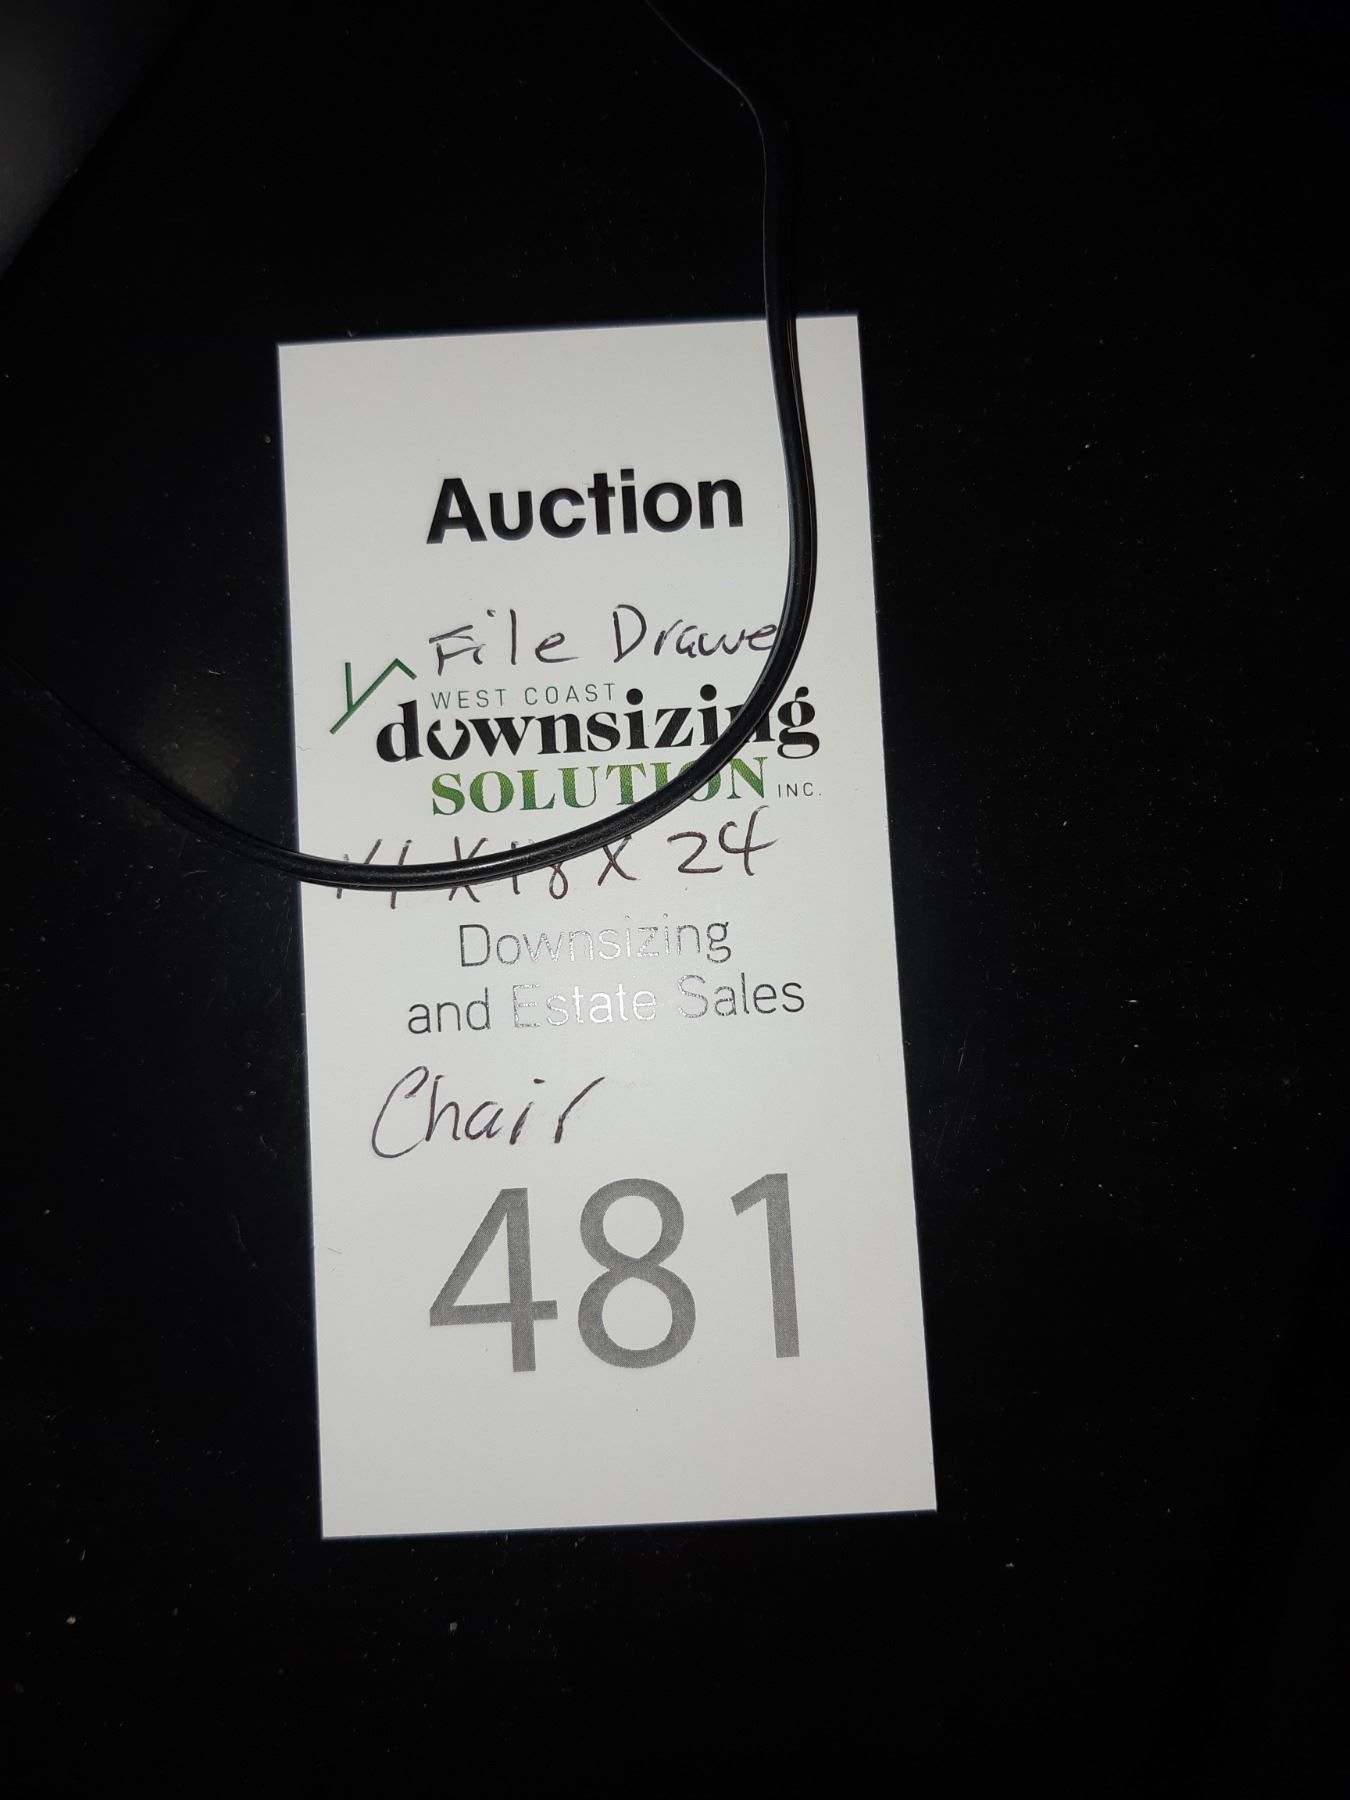 Auction
File Drawe
WEST COAST
downsizing
SOLUTION INC.
X 18 X 24
Downsizing
and Estate Sales
Chair
481